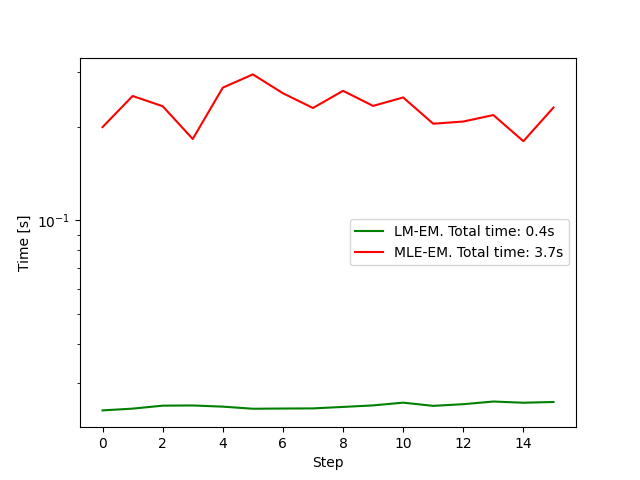 10⁻¹
Time [s]
LM-EM. Total time: 0.4s
MLE-EM. Total time: 3.7s
0 2 4 6 8 10 12 14
Step